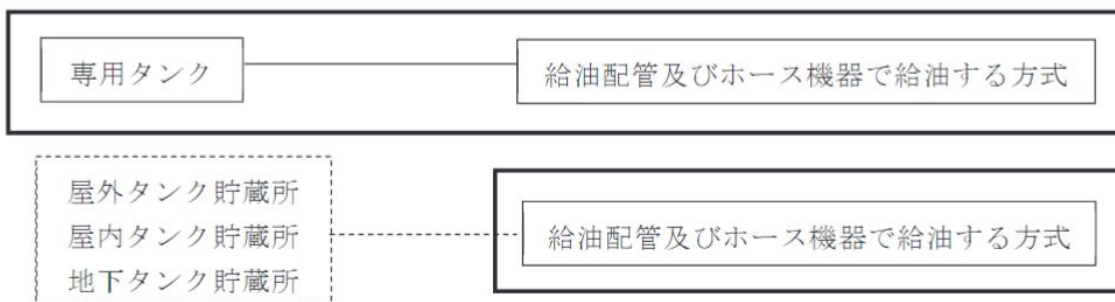 専用タンク
給油配管及びホース機器で給油する方式
屋外タンク貯蔵所
屋内タンク貯蔵所
地下タンク貯蔵所
給油配管及びホース機器で給油する方式